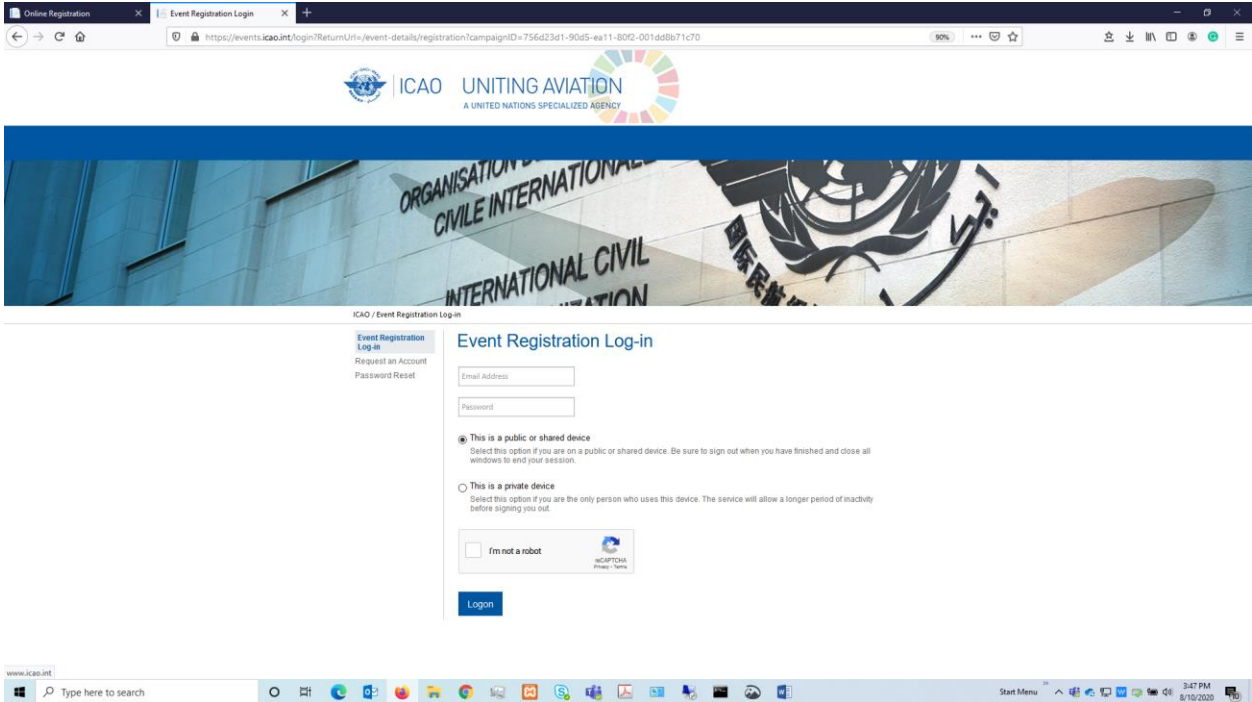 Online Registration
Event Registration Login
https://events.icao.int/login?ReturnUrl=/event-details/registration?campaignID=756d23d1-90d5-ea11-80f2-001dd8b71c70
90%
ICAO
UNITING AVIATION
A UNITED NATIONS SPECIALIZED AGENCY
CIVILE INTERNATIONALE
INTERNATIONAL CIVIL
ICAO / Event Registration Log-in
Event Registration
Log-in
Request an Account
Password Reset
Event Registration Log-in
Email Address
Password
This is a public or shared device
Select this option if you are on a public or shared device. Be sure to sign out when you have finished and close all
windows to end your session.
This is a private device
Select this option if you are the only person who uses this device. The service will allow a longer period of inactivity
before signing you out.
I'm not a robot
reCAPTCHA
Privacy - Terms
Logon
www.icao.int
Type here to search
Start Menu
3:47 PM
8/10/2020